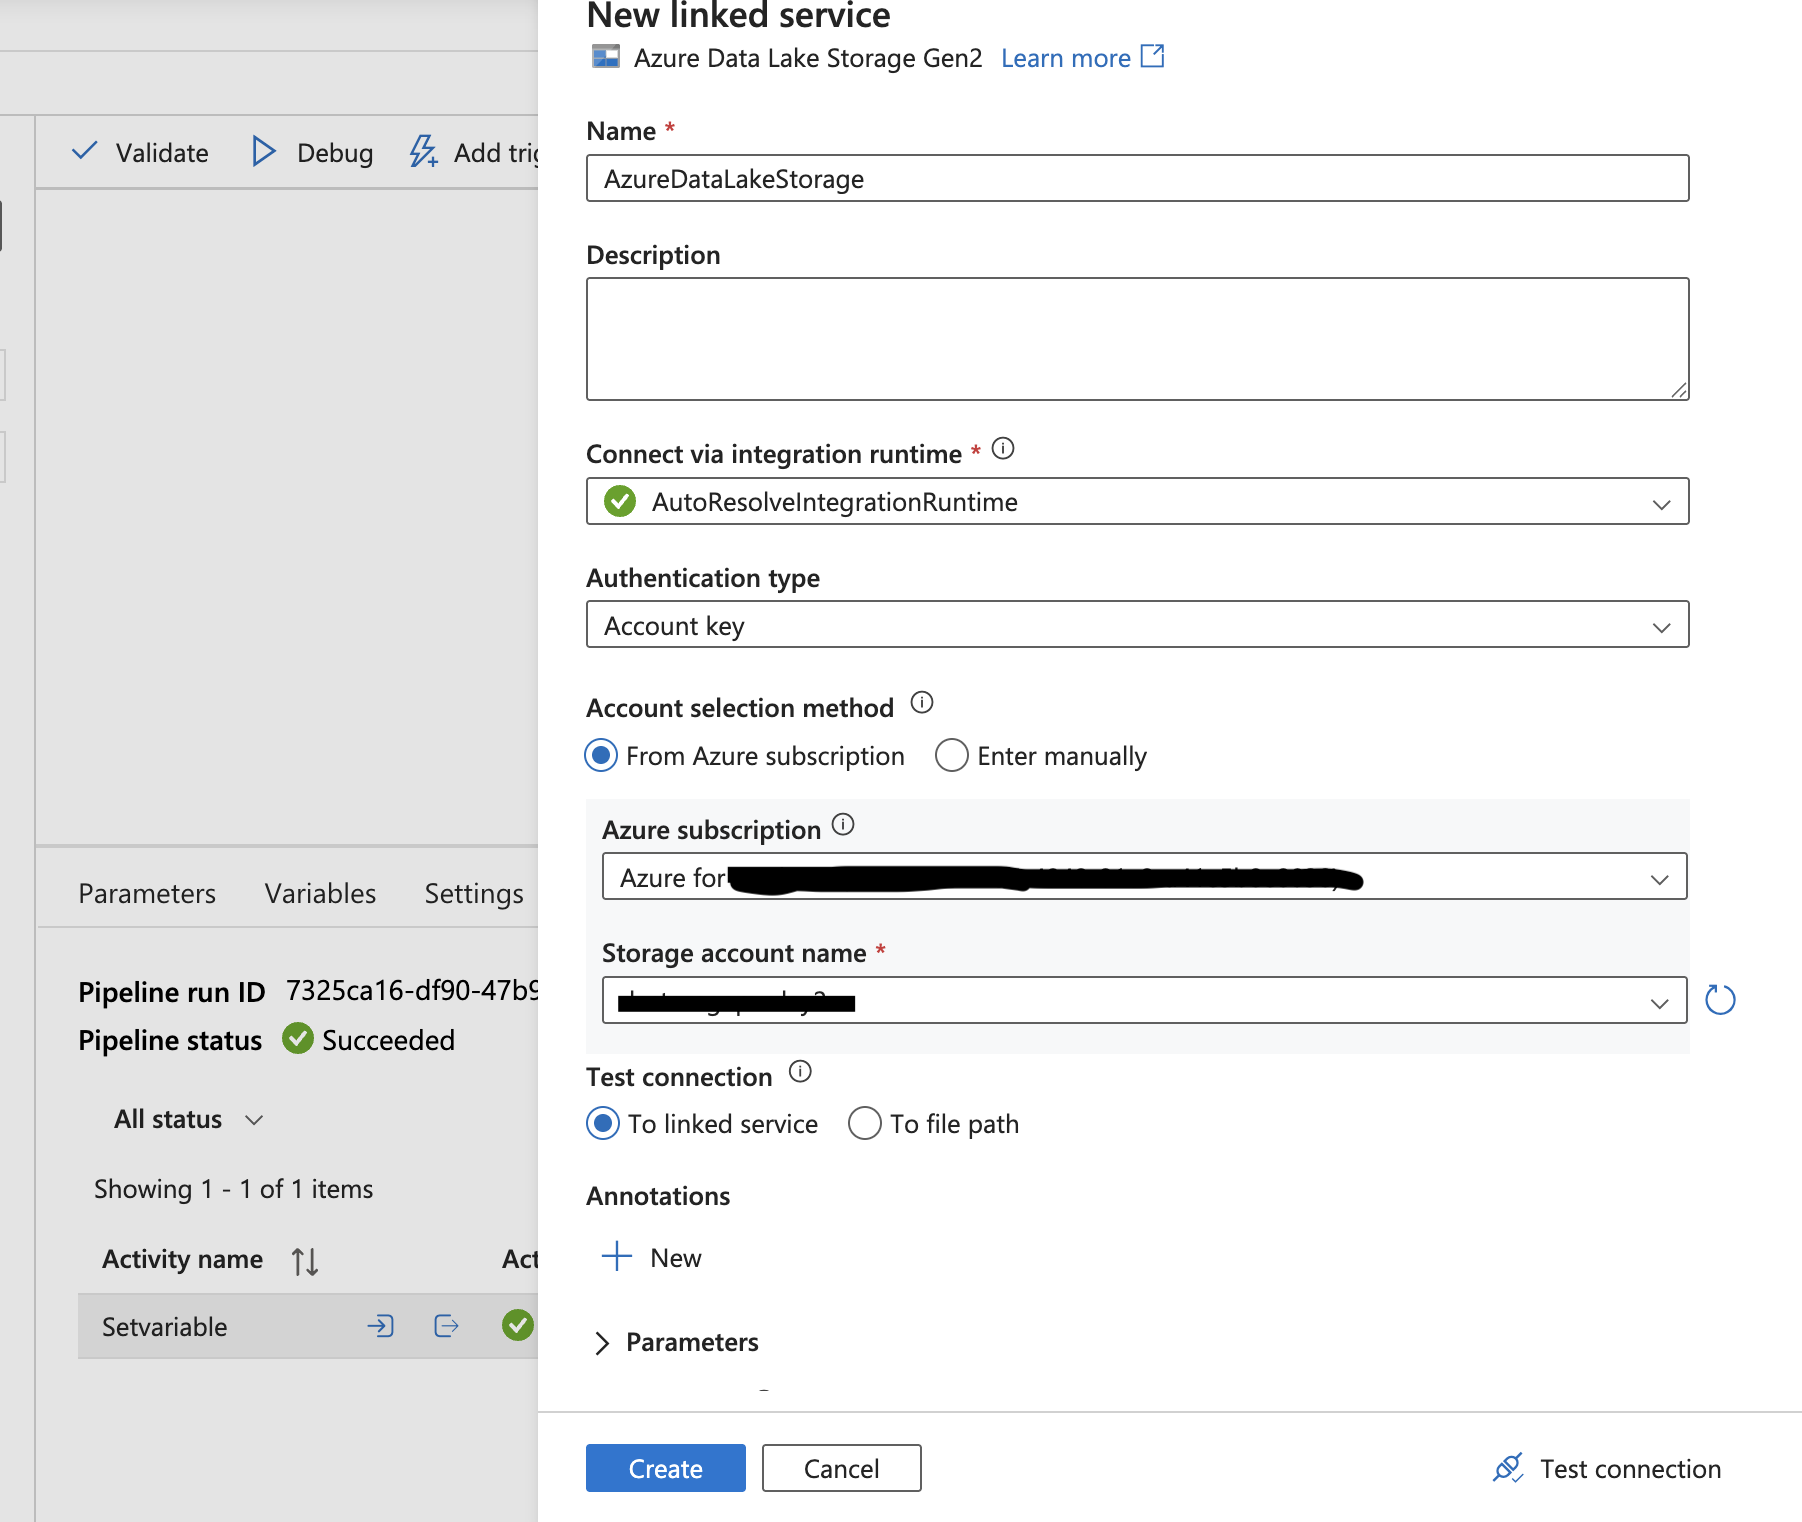 New linked service
Azure Data Lake Storage Gen2 Learn more
Validate Debug Add trig
Name *
AzureDataLakeStorage
Description
Connect via integration runtime *
AutoResolveIntegrationRuntime
Authentication type
Account key
Account selection method
From Azure subscription Enter manually
Azure subscription
Azure for
Storage account name *
Test connection
To linked service To file path
Annotations
New
Parameters
Create Cancel Test connection
Parameters Variables Settings
Pipeline run ID 7325ca16-df90-47b9
Pipeline status Succeeded
All status
Showing 1 - 1 of 1 items
Activity name Act
Setvariable